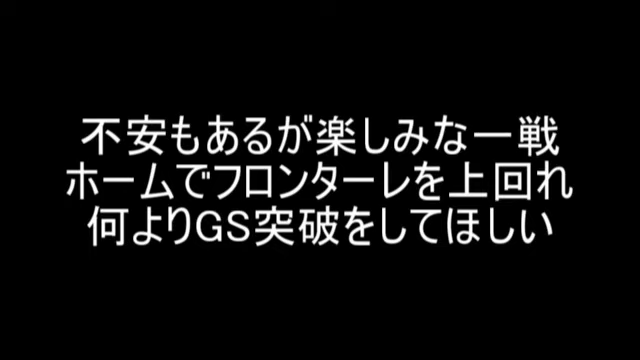 不安もあるが楽しみな一戦
ホームでフロンターレを上回れ
何よりGS突破をしてほしい